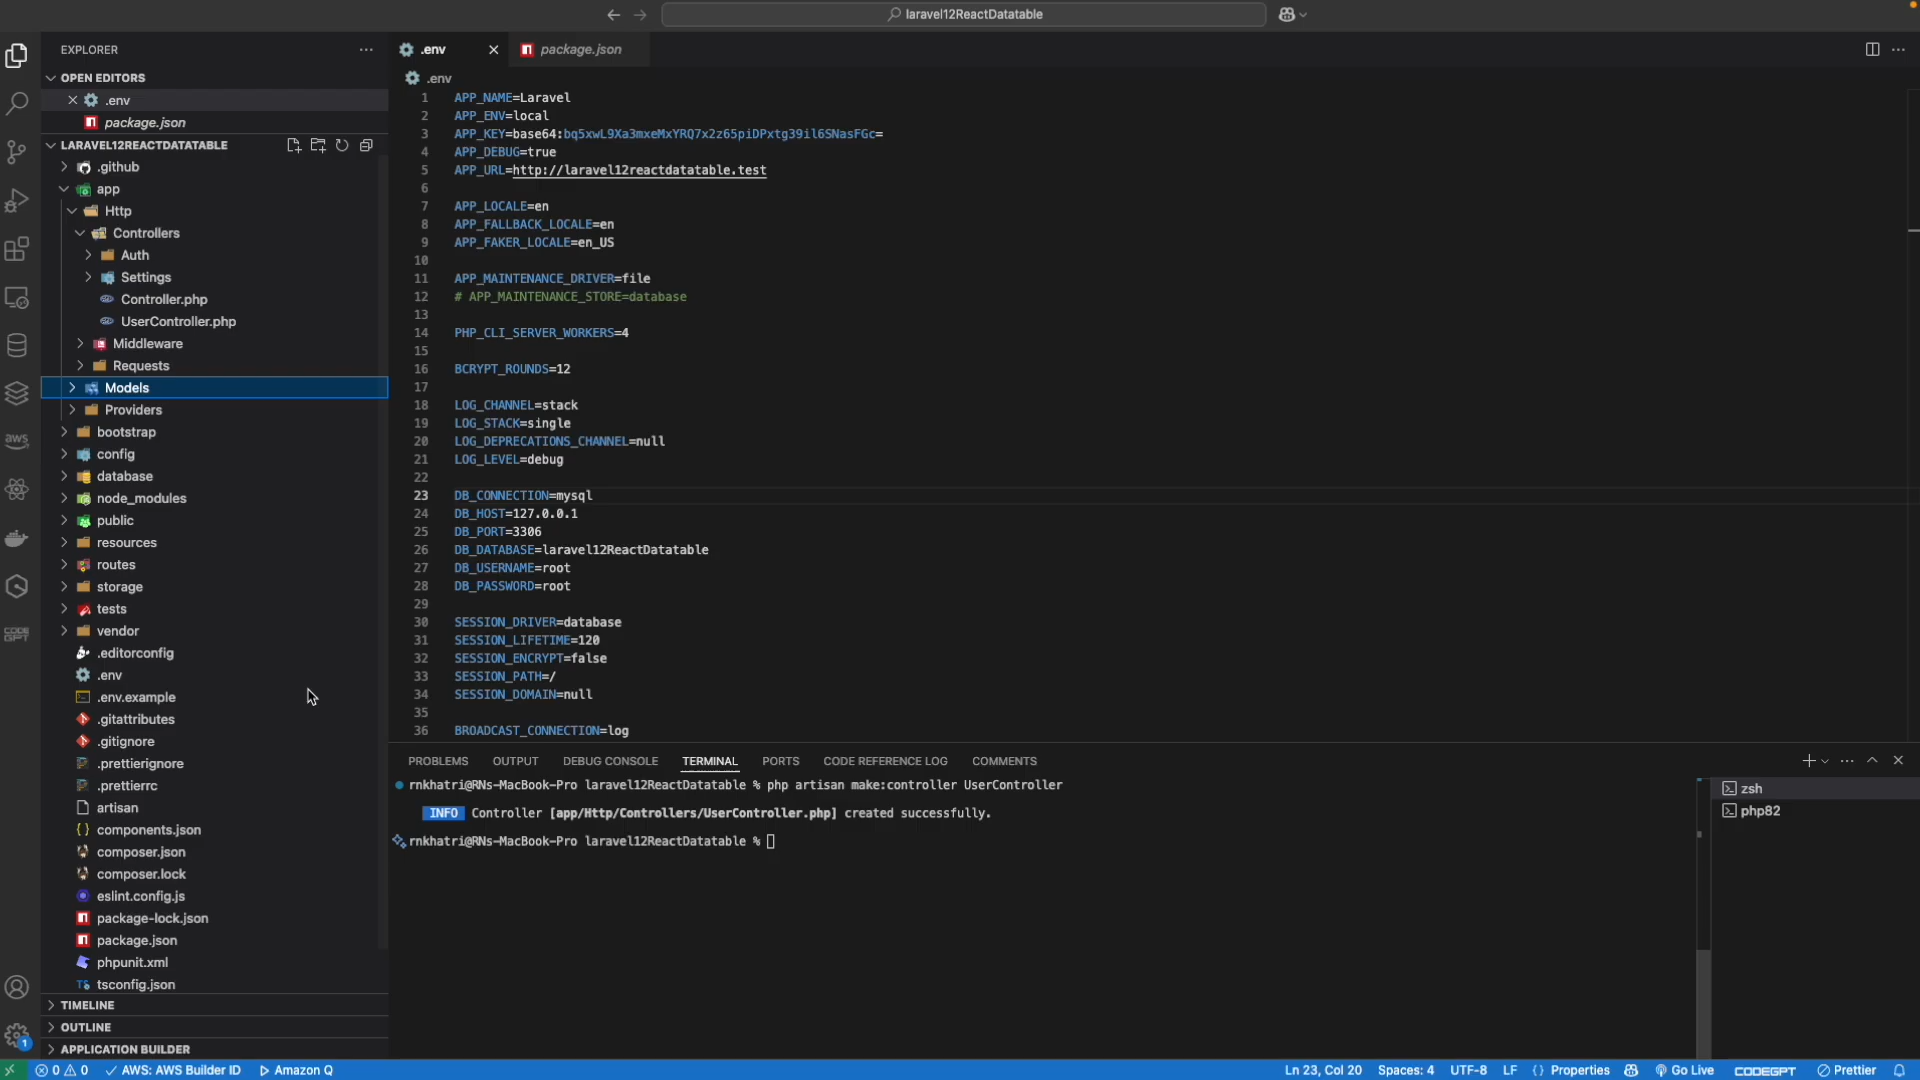 laravel12ReactDatatable
EXPLORER
OPEN EDITORS
.env
package.json
LARAVEL12REACTDATATABLE
.github
app
Http
Controllers
Auth
Settings
Controller.php
UserController.php
Middleware
Requests
Models
Providers
bootstrap
config
database
node_modules
public
resources
routes
storage
tests
vendor
.editorconfig
.env
.env.example
.gitattributes
.gitignore
.prettierignore
.prettierrc
artisan
components.json
composer.json
composer.lock
eslint.config.js
package-lock.json
package.json
phpunit.xml
tsconfig.json
TIMELINE
OUTLINE
APPLICATION BUILDER
aws
CODE GPT
1
.env
package.json
.env
1 APP_NAME=Laravel
2 APP_ENV=local
3 APP_KEY=base64:bq5xwL9Xa3mxeMxYRQ7x2z65piDPxtg39il6SNasFGc=
4 APP_DEBUG=true
5 APP_URL=http://laravel12reactdatatable.test
6
7 APP_LOCALE=en
8 APP_FALLBACK_LOCALE=en
9 APP_FAKER_LOCALE=en_US
10
11 APP_MAINTENANCE_DRIVER=file
12 # APP_MAINTENANCE_STORE=database
13
14 PHP_CLI_SERVER_WORKERS=4
15
16 BCRYPT_ROUNDS=12
17
18 LOG_CHANNEL=stack
19 LOG_STACK=single
20 LOG_DEPRECATIONS_CHANNEL=null
21 LOG_LEVEL=debug
22
23 DB_CONNECTION=mysql
24 DB_HOST=127.0.0.1
25 DB_PORT=3306
26 DB_DATABASE=laravel12ReactDatatable
27 DB_USERNAME=root
28 DB_PASSWORD=root
29
30 SESSION_DRIVER=database
31 SESSION_LIFETIME=120
32 SESSION_ENCRYPT=false
33 SESSION_PATH=/
34 SESSION_DOMAIN=null
35
36 BROADCAST_CONNECTION=log
PROBLEMS OUTPUT DEBUG CONSOLE TERMINAL PORTS CODE REFERENCE LOG COMMENTS
rnkhatri@RNs-MacBook-Pro laravel12ReactDatatable % php artisan make:controller UserController
INFO Controller [app/Http/Controllers/UserController.php] created successfully.
rnkhatri@RNs-MacBook-Pro laravel12ReactDatatable %
zsh
php82
0 0 AWS: AWS Builder ID Amazon Q Ln 23, Col 20 Spaces: 4 UTF-8 LF Properties Go Live CODEGPT Prettier